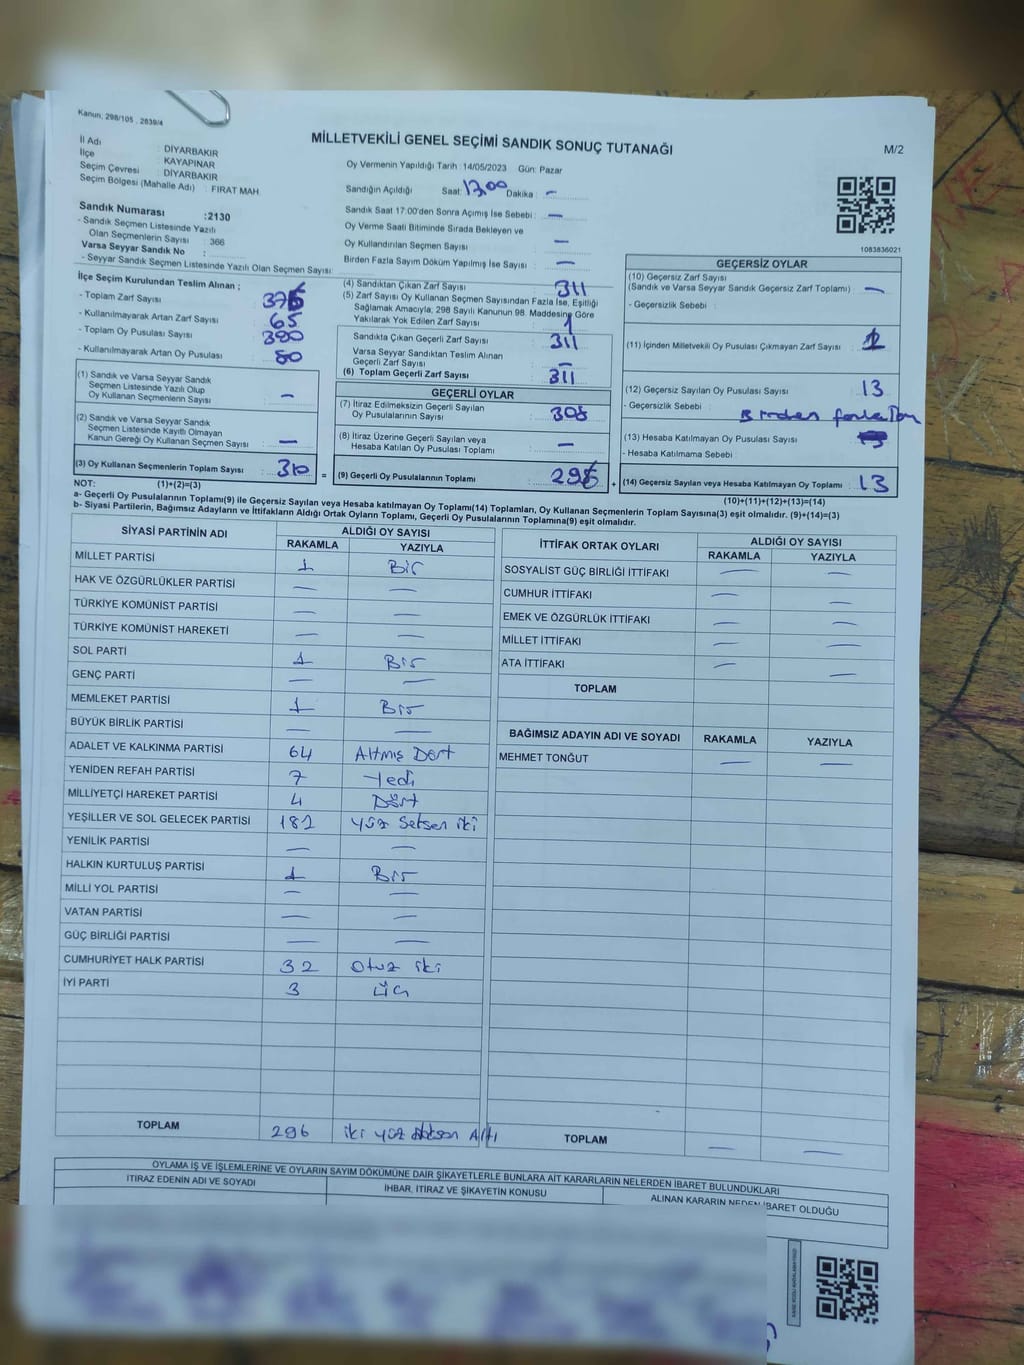 Kanun; 298/105 , 2839/4
MİLLETVEKİLİ GENEL SEÇİMİ SANDIK SONUÇ TUTANAĞI
M/2
İl Adı : DİYARBAKIR
İlçe : KAYAPINAR
Seçim Çevresi : DİYARBAKIR
Seçim Bölgesi (Mahalle Adı) : FIRAT MAH.
Sandık Numarası :2130
- Sandık Seçmen Listesinde Yazılı
Olan Seçmenlerin Sayısı : 366
Varsa Seyyar Sandık No :
- Seyyar Sandık Seçmen Listesinde Yazılı Olan Seçmen Sayısı:
Oy Vermenin Yapıldığı Tarih :14/05/2023 Gün: Pazar
Sandığın Açıldığı Saat: 17,00 Dakika : —
Sandık Saat 17:00'den Sonra Açımış İse Sebebi : —
Oy Verme Saati Bitiminde Sırada Bekleyen ve
Oy Kullandırılan Seçmen Sayısı : —
Birden Fazla Sayım Döküm Yapılmış İse Sayısı : —
1083836021
İlçe Seçim Kurulundan Teslim Alınan ;
- Toplam Zarf Sayısı
- Kullanılmayarak Artan Zarf Sayısı : 65
- Toplam Oy Pusulası Sayısı : 390
- Kullanılmayarak Artan Oy Pusulası : 80
(1) Sandık ve Varsa Seyyar Sandık
Seçmen Listesinde Yazılı Olup
Oy Kullanan Seçmenlerin Sayısı : —
(2) Sandık ve Varsa Seyyar Sandık
Seçmen Listesinde Kayıtlı Olmayan
Kanun Gereği Oy Kullanan Seçmen Sayısı : —
(3) Oy Kullanan Seçmenlerin Toplam Sayısı : 310
(4) Sandıktan Çıkan Zarf Sayısı : 311
(5) Zarf Sayısı Oy Kullanan Seçmen Sayısından Fazla İse, Eşitliği
Sağlamak Amacıyla, 298 Sayılı Kanunun 98. Maddesine Göre
Yakılarak Yok Edilen Zarf Sayısı : 1
Sandıkta Çıkan Geçerli Zarf Sayısı : 311
Varsa Seyyar Sandıktan Teslim Alınan
Geçerli Zarf Sayısı : —
(6) Toplam Geçerli Zarf Sayısı : 311
GEÇERLİ OYLAR
(7) İtiraz Edilmeksizin Geçerli Sayılan
Oy Pusulalarının Sayısı :
(8) İtiraz Üzerine Geçerli Sayılan veya
Hesaba Katılan Oy Pusulası Toplamı : —
= (9) Geçerli Oy Pusulalarının Toplamı :
GEÇERSİZ OYLAR
(10) Geçersiz Zarf Sayısı
(Sandık ve Varsa Seyyar Sandık Geçersiz Zarf Toplamı) : —
- Geçersizlik Sebebi :
(11) İçinden Milletvekili Oy Pusulası Çıkmayan Zarf Sayısı :
(12) Geçersiz Sayılan Oy Pusulası Sayısı : 13
- Geçersizlik Sebebi : Birden fazla
(13) Hesaba Katılmayan Oy Pusulası Sayısı
- Hesaba Katılmama Sebebi :
+ (14) Geçersiz Sayılan veya Hesaba Katılmayan Oy Toplamı : 13
NOT: (1)+(2)=(3)
(10)+(11)+(12)+(13)=(14)
a- Geçerli Oy Pusulalarının Toplamı(9) ile Geçersiz Sayılan veya Hesaba katılmayan Oy Toplamı(14) Toplamları, Oy Kullanan Seçmenlerin Toplam Sayısına(3) eşit olmalıdır. (9)+(14)=(3)
b- Siyasi Partilerin, Bağımsız Adayların ve İttifakların Aldığı Ortak Oyların Toplamı, Geçerli Oy Pusulalarının Toplamına(9) eşit olmalıdır.
SİYASİ PARTİNİN ADI ALDIĞI OY SAYISI
RAKAMLA YAZIYLA
MİLLET PARTİSİ 1 Bir
HAK VE ÖZGÜRLÜKLER PARTİSİ — —
TÜRKİYE KOMÜNİST PARTİSİ — —
TÜRKİYE KOMÜNİST HAREKETİ — —
SOL PARTİ 1 Bir
GENÇ PARTİ — —
MEMLEKET PARTİSİ 1 Bir
BÜYÜK BİRLİK PARTİSİ — —
ADALET VE KALKINMA PARTİSİ 64 Altmış Dört
YENİDEN REFAH PARTİSİ 7 Yedi
MİLLİYETÇİ HAREKET PARTİSİ 4 Dört
YEŞİLLER VE SOL GELECEK PARTİSİ 182 yüz seksen iki
YENİLİK PARTİSİ — —
HALKIN KURTULUŞ PARTİSİ 1 Bir
MİLLİ YOL PARTİSİ — —
VATAN PARTİSİ — —
GÜÇ BİRLİĞİ PARTİSİ — —
CUMHURİYET HALK PARTİSİ 32 Otuz iki
İYİ PARTİ 3 üç
TOPLAM 296 iki yüz Altı
İTTİFAK ORTAK OYLARI ALDIĞI OY SAYISI
RAKAMLA YAZIYLA
SOSYALİST GÜÇ BİRLİĞİ İTTİFAKI — —
CUMHUR İTTİFAKI — —
EMEK VE ÖZGÜRLÜK İTTİFAKI — —
MİLLET İTTİFAKI — —
ATA İTTİFAKI — —
TOPLAM
BAĞIMSIZ ADAYIN ADI VE SOYADI RAKAMLA YAZIYLA
MEHMET TONĞUT — —
TOPLAM — —
OYLAMA İŞ VE İŞLEMLERİNE VE OYLARIN SAYIM DÖKÜMÜNE DAİR ŞİKAYETLERLE BUNLARA AİT KARARLARIN NELERDEN İBARET BULUNDUKLARI
İTİRAZ EDENİN ADI VE SOYADI İHBAR, İTİRAZ VE ŞİKAYETİN KONUSU ALINAN KARARIN NEDEN İBARET OLDUĞU